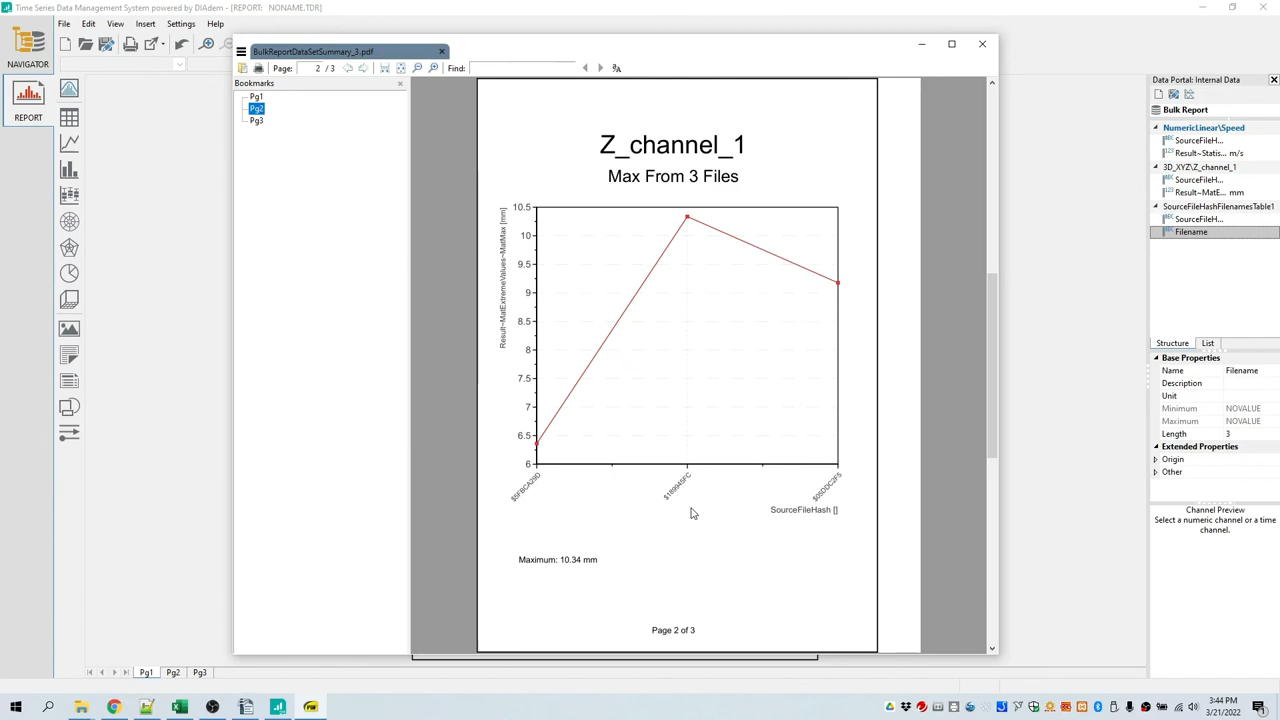 Time Series Data Management System powered by DIAdem - [REPORT: NONAME.TDR]
File Edit View Insert Settings Help
NAVIGATOR
REPORT
BulkReportDataSetSummary_3.pdf
Page: 2 / 3 Find:
Bookmarks
Pg1
Pg2
Pg3
Z_channel_1
Max From 3 Files
Result~MatExtremeValues~MatMax [mm]
10.5
10
9.5
9
8.5
8
7.5
7
6.5
6
$5FBCA29D
$189945FC
$05DDC2F5
SourceFileHash []
Maximum: 10.34 mm
Page 2 of 3
Pg1 Pg2 Pg3
Data Portal: Internal Data
Bulk Report
NumericLinear\Speed
SourceFileH...
Result~Statis... m/s
3D_XYZ\Z_channel_1
SourceFileH...
Result~MatE... mm
SourceFileHashFilenamesTable1
SourceFileH...
Filename
Structure List
Base Properties
Name Filename
Description
Unit
Minimum NOVALUE
Maximum NOVALUE
Length 3
Extended Properties
Origin
Other
Channel Preview
Select a numeric channel or a time
channel.
3:44 PM
3/21/2022